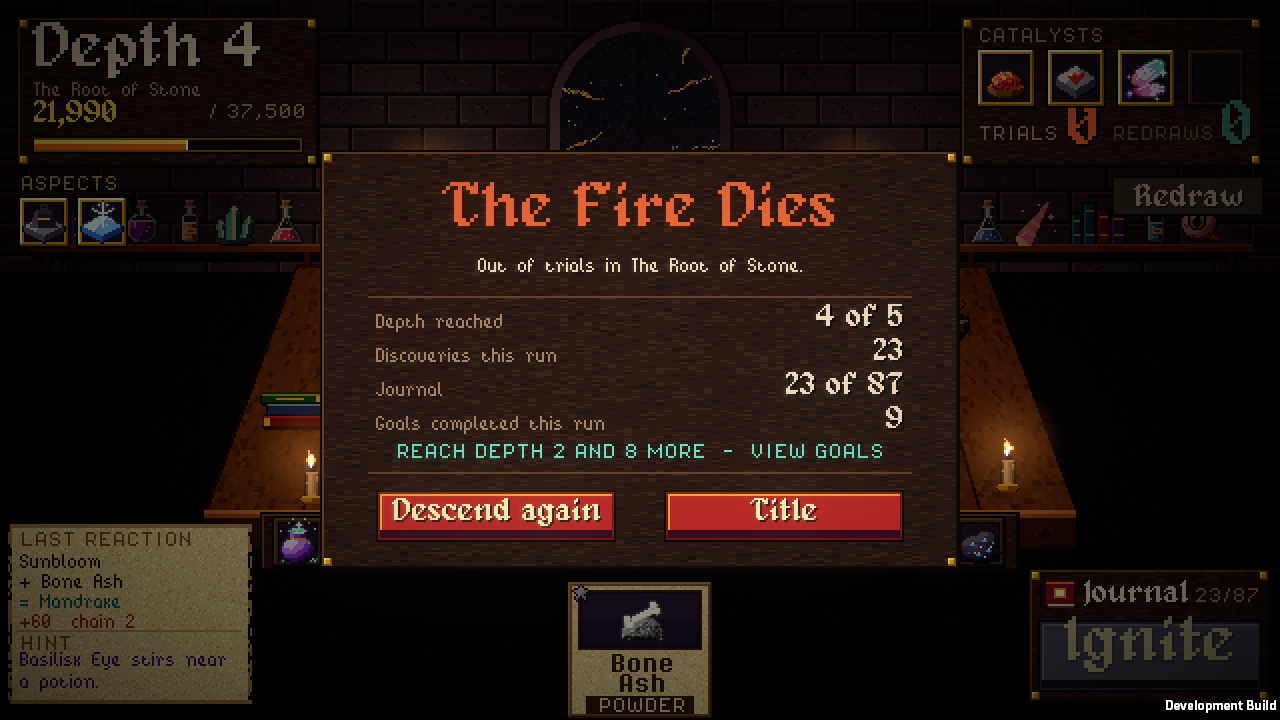 Depth 4
The Root of Stone
21,990 / 37,500
ASPECTS
CATALYSTS
TRIALS 0 REDRAWS 0
Redraw
The Fire Dies
Out of trials in The Root of Stone.
Depth reached 4 of 5
Discoveries this run 23
Journal 23 of 87
Goals completed this run 9
REACH DEPTH 2 AND 8 MORE - VIEW GOALS
Descend again
Title
LAST REACTION
Sunbloom
+ Bone Ash
= Mandrake
+60 chain 2
HINT
Basilisk Eye stirs near
a potion.
Bone
Ash
POWDER
Journal 23/87
Ignite
Development Build